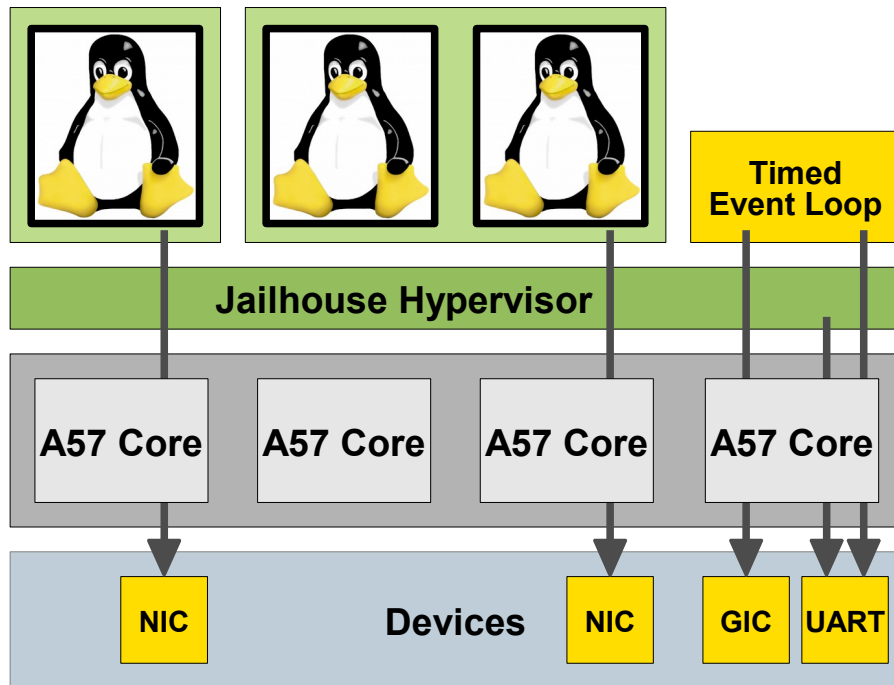 Timed
Event Loop
Jailhouse Hypervisor
A57 Core
A57 Core
A57 Core
A57 Core
NIC
Devices
NIC
GIC
UART